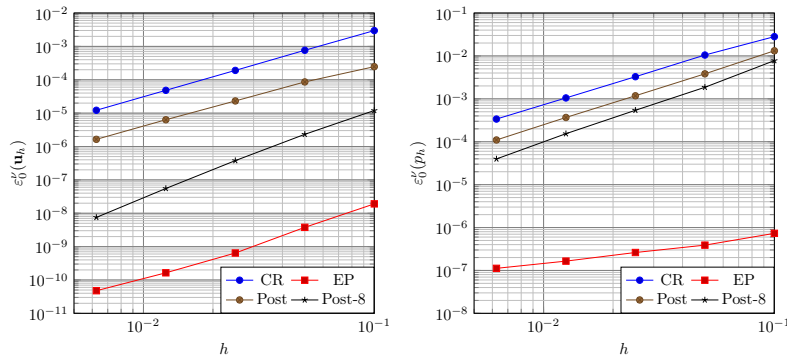 10^{-2}
10^{-3}
10^{-4}
10^{-5}
10^{-6}
10^{-7}
10^{-8}
10^{-9}
10^{-10}
10^{-11}
ε_0^ν(𝐮_h)
10^{-2}
10^{-1}
h
CR EP
Post Post-8
10^{-1}
10^{-2}
10^{-3}
10^{-4}
10^{-5}
10^{-6}
10^{-7}
10^{-8}
ε_0^ν(p_h)
10^{-2}
10^{-1}
h
CR EP
Post Post-8